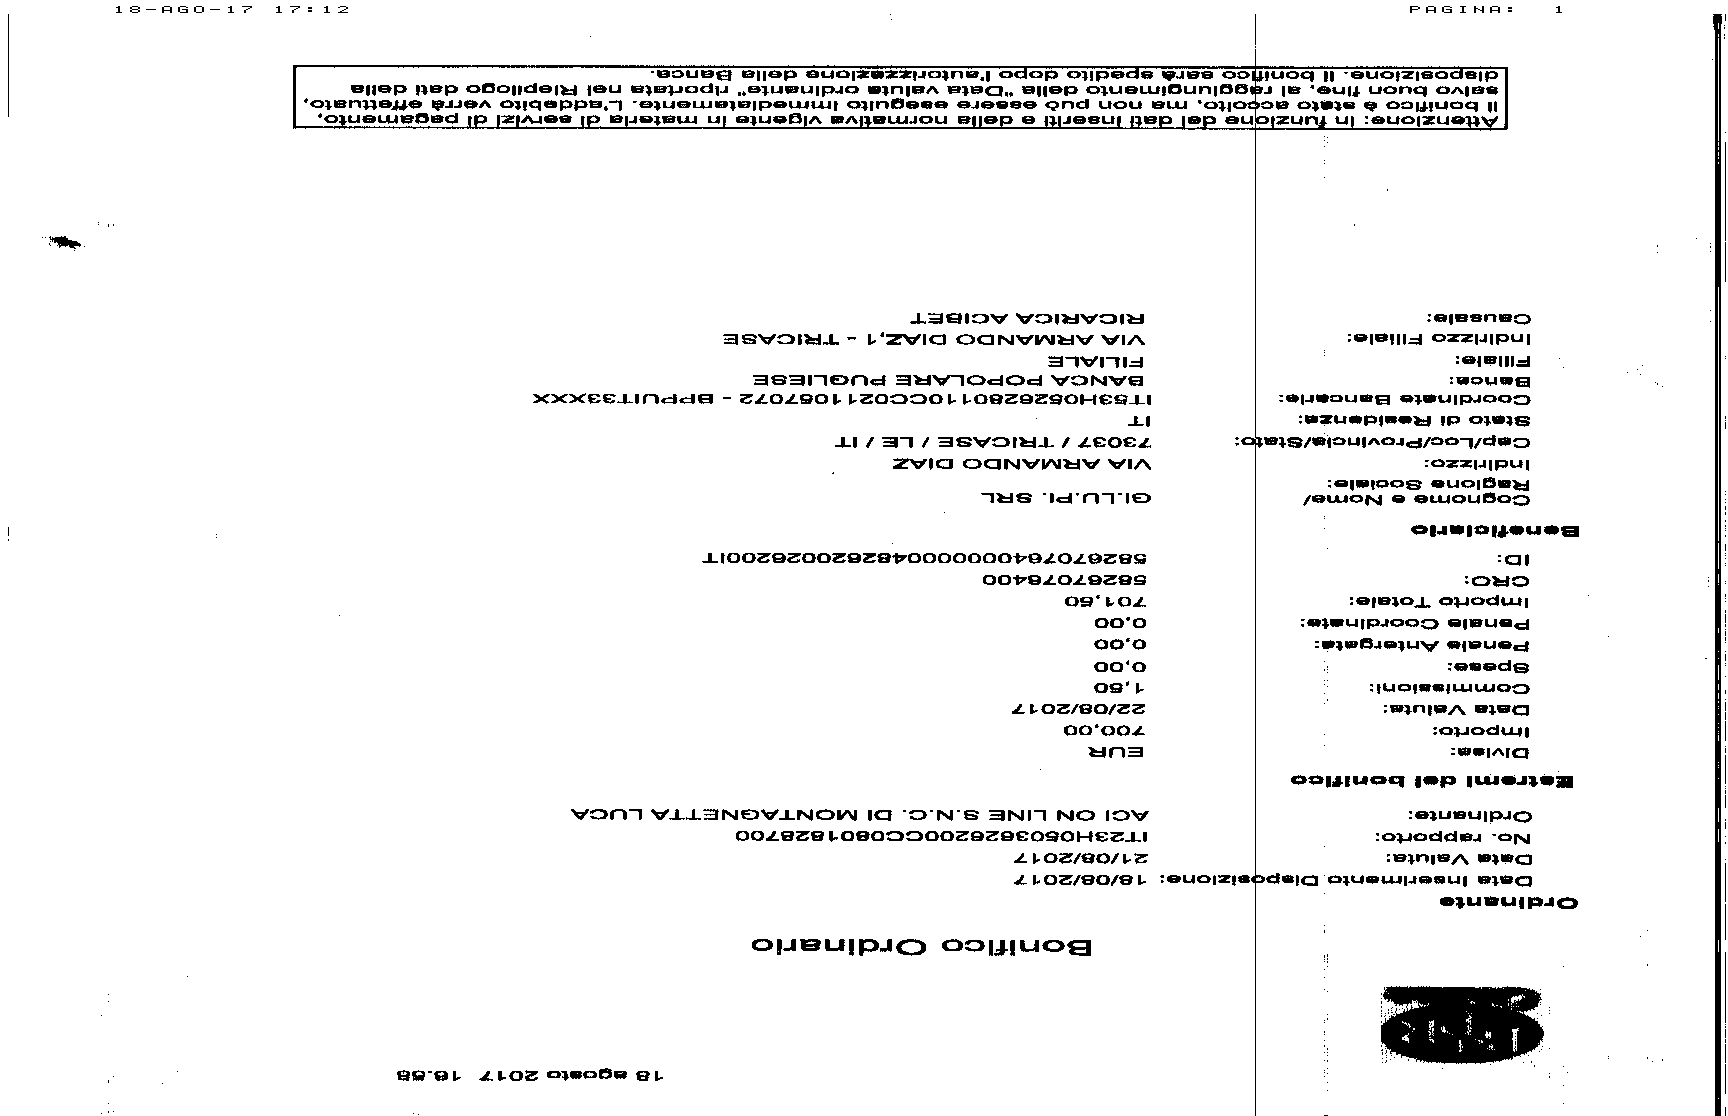 18-AGO-17 17:12 PAGINA: 1
18 agosto 2017 16.56
Bonifico Ordinario
Ordinante
Data Inserimento Disposizione: 18/08/2017
Data Valuta: 21/08/2017
No. rapporto: IT23H0503626200CC0801828700
Ordinante: ACI ON LINE S.N.C. DI MONTAGNETTA LUCA
Estremi del bonifico
Divisa: EUR
Importo: 700,00
Data Valuta: 22/08/2017
Commissioni: 1,60
Spese: 0,00
Penale Antergate: 0,00
Penale Coordinate: 0,00
Importo Totale: 701,60
CRO: 58267078400
ID: 5826707840000000482620026200IT
Beneficiario
Cognome e Nome/ GI.LU.PI. SRL
Ragione Sociale:
Indirizzo: VIA ARMANDO DIAZ
Cap/Loc/Provincia/Stato: 73037 / TRICASE / LE / IT
Stato di Residenza: IT
Coordinate Bancarie: IT53H0526280110CC0211067072 - BPPUIT33XXX
Banca: BANCA POPOLARE PUGLIESE
Filiale: FILIALE
Indirizzo Filiale: VIA ARMANDO DIAZ,1 - TRICASE
Causale: RICARICA ACIBET
Attenzione: in funzione dei dati inseriti e della normativa vigente in materia di servizi di pagamento,
il bonifico è stato accolto, ma non può essere eseguito immediatamente. L'addebito verrà effettuato,
salvo buon fine, al raggiungimento della "Data valuta ordinante" riportata nel Riepilogo dati della
disposizione. Il bonifico sarà spedito dopo l'autorizzazione della Banca.